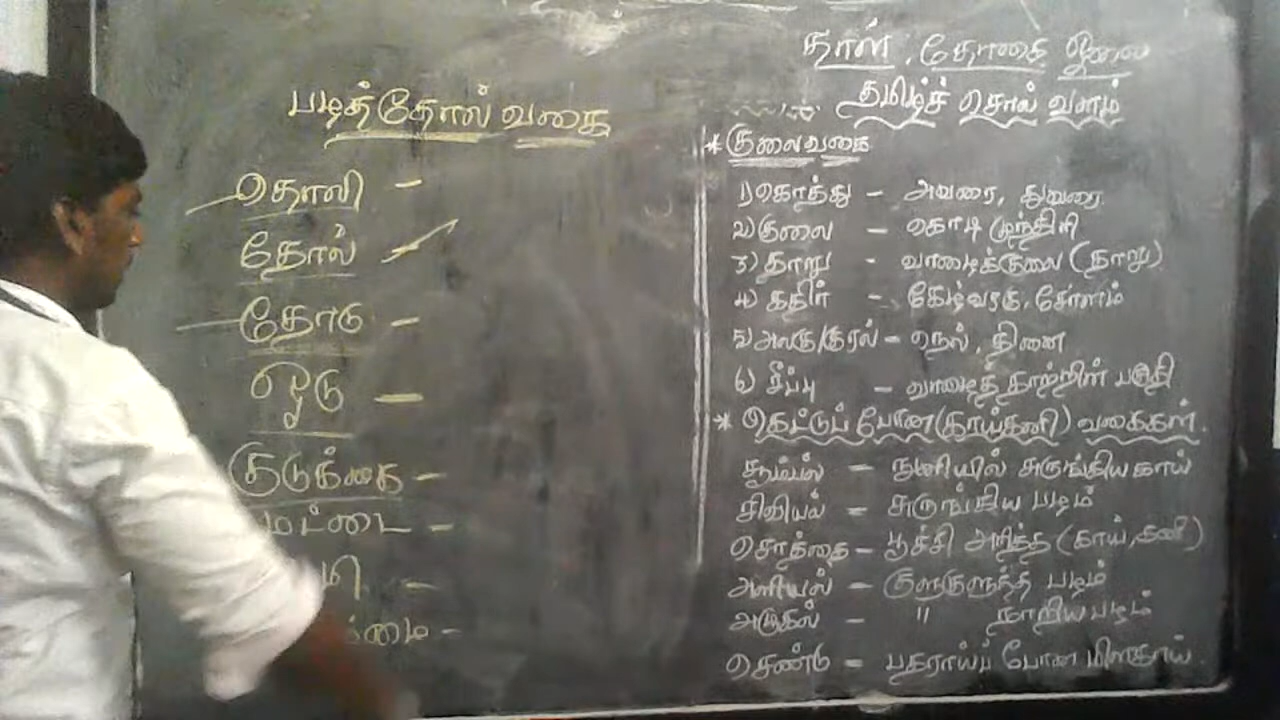 பழத்தோல் வகை
தொலி -
தோல் -
தோடு -
ஓடு -
குடுக்கை -
மட்டை -
மி -
க்மை -
தாள், தோகை ஓலை
தமிழ்ச் சொல் வளம்
* குலைவகை
1) கொத்து - அவரை, துவரை
2) குலை - கொடி முந்திரி
3) தாறு - வாழைக்குலை (தாறு)
4) கதிர் - கேழ்வரகு, சோளம்
5) அலகு/குரல் - நெல், தினை
6) சீப்பு - வாழைத் தாற்றின் பகுதி
* கெட்டுப் போன (காய்கனி) வகைகள்.
சூம்பல் - நுனியில் சுருங்கிய காய்
சிவியல் - சுருங்கிய பழம்
சொத்தை - பூச்சி அரித்த (காய், கனி)
அளியல் - குளுகுளுத்த பழம்
அழுகல் - " நாறிய பழம்
சொண்டு - பதராய்ப் போன மிளகாய்